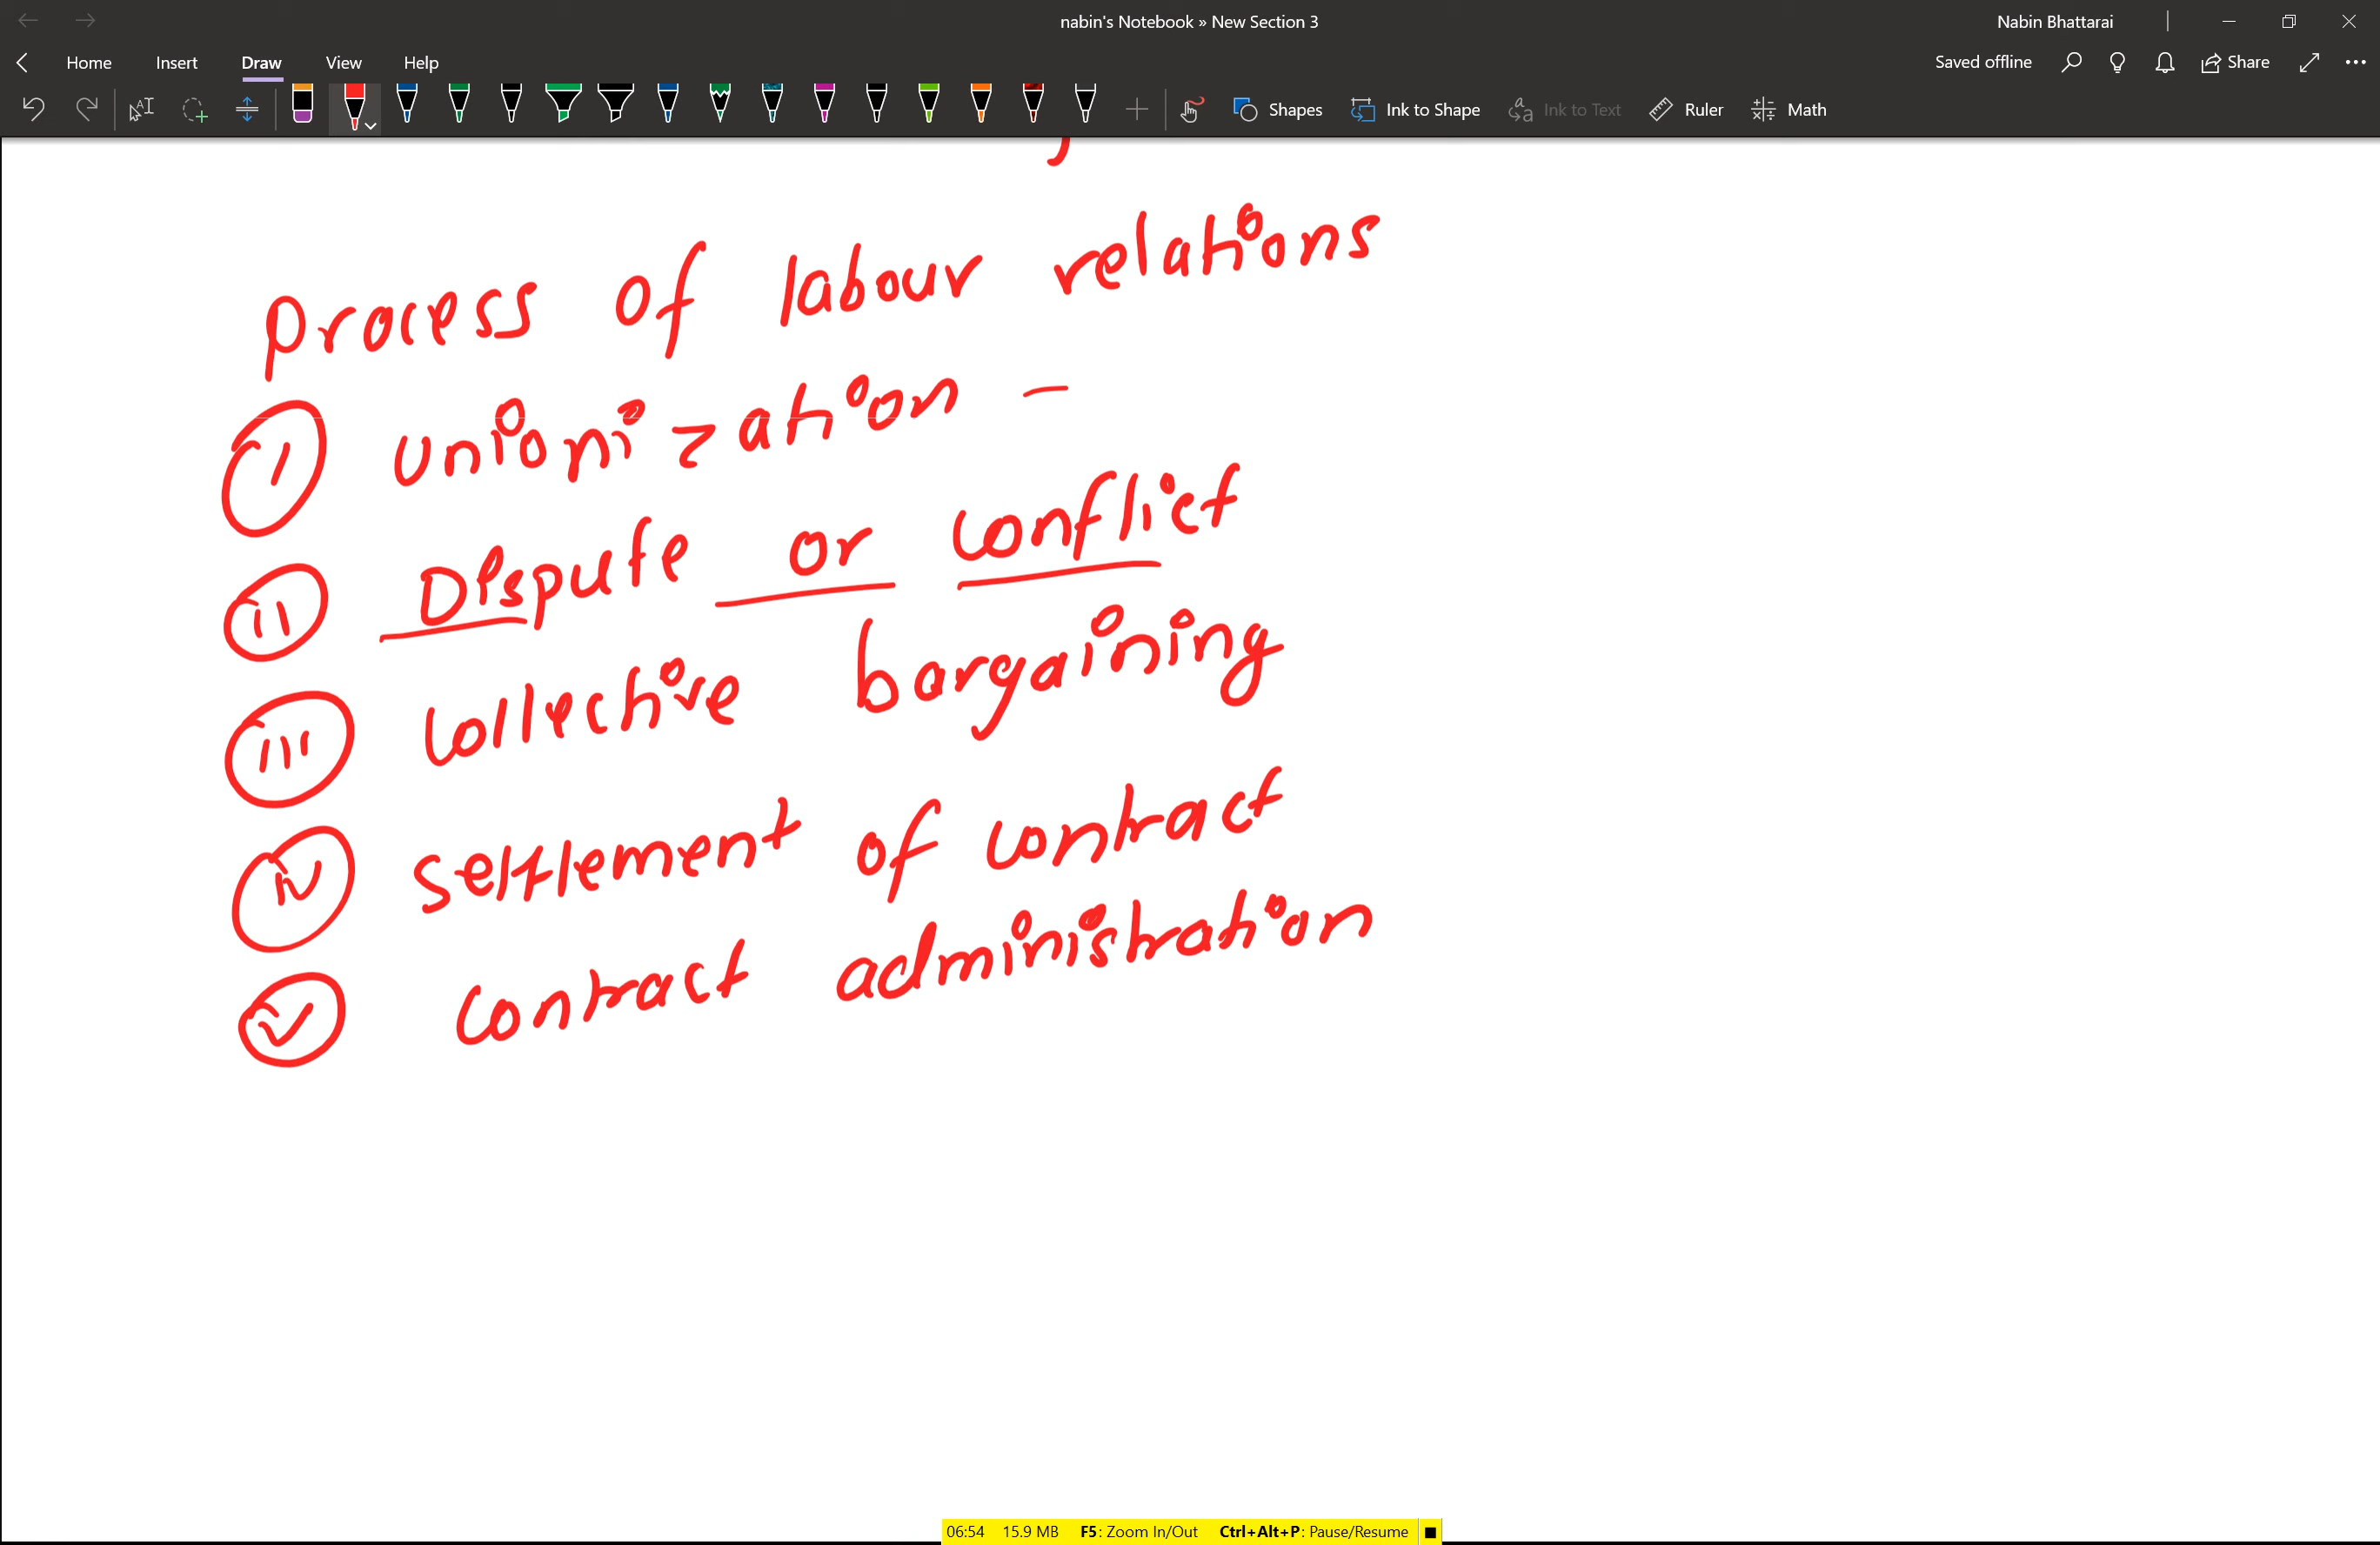 nabin's Notebook » New Section 3
Nabin Bhattarai
Home Insert Draw View Help
Saved offline
Share
Shapes
Ink to Shape
Ink to Text
Ruler
Math
process of labour relations
i unionization -
ii Dispute or conflict
iii collective bargaining
iv settlement of contract
v contract administration
06:54 15.9 MB F5: Zoom In/Out Ctrl+Alt+P: Pause/Resume